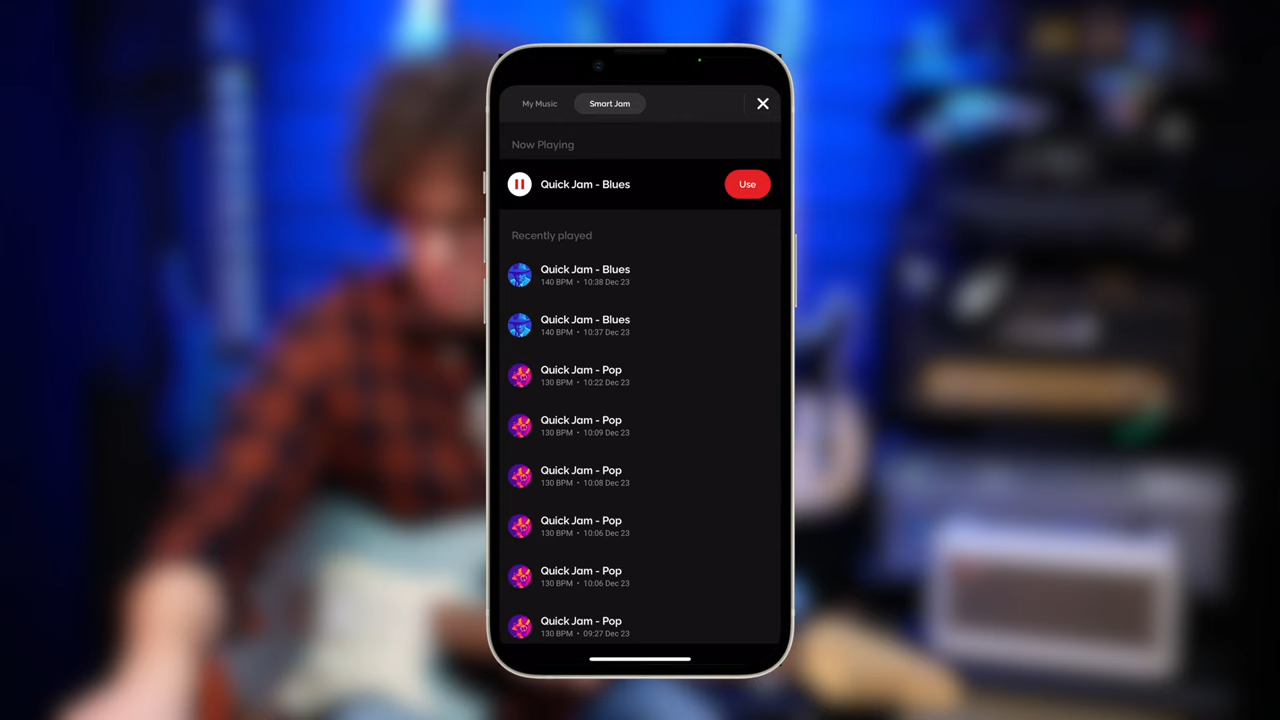 My Music
Smart Jam
Now Playing
Quick Jam - Blues
Use
Recently played
Quick Jam - Blues
140 BPM • 10:38 Dec 23
Quick Jam - Blues
140 BPM • 10:37 Dec 23
Quick Jam - Pop
130 BPM • 10:22 Dec 23
Quick Jam - Pop
130 BPM • 10:09 Dec 23
Quick Jam - Pop
130 BPM • 10:08 Dec 23
Quick Jam - Pop
130 BPM • 10:06 Dec 23
Quick Jam - Pop
130 BPM • 10:06 Dec 23
Quick Jam - Pop
130 BPM • 09:27 Dec 23